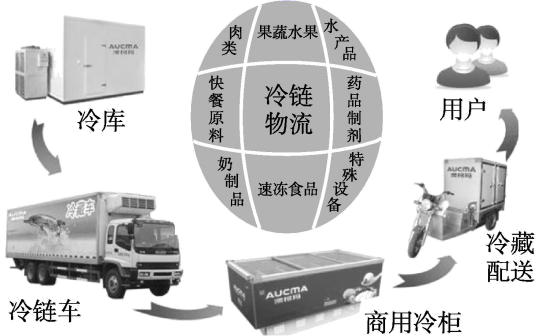 肉类
果蔬水果
水产品
快餐原料
冷链
物流
药品制剂
奶制品
速冻食品
特殊设备
AUCMA
澳柯玛
冷库
用户
冷藏车
冷链车
AUCMA
澳柯玛
商用冷柜
AUCMA
冷藏
配送